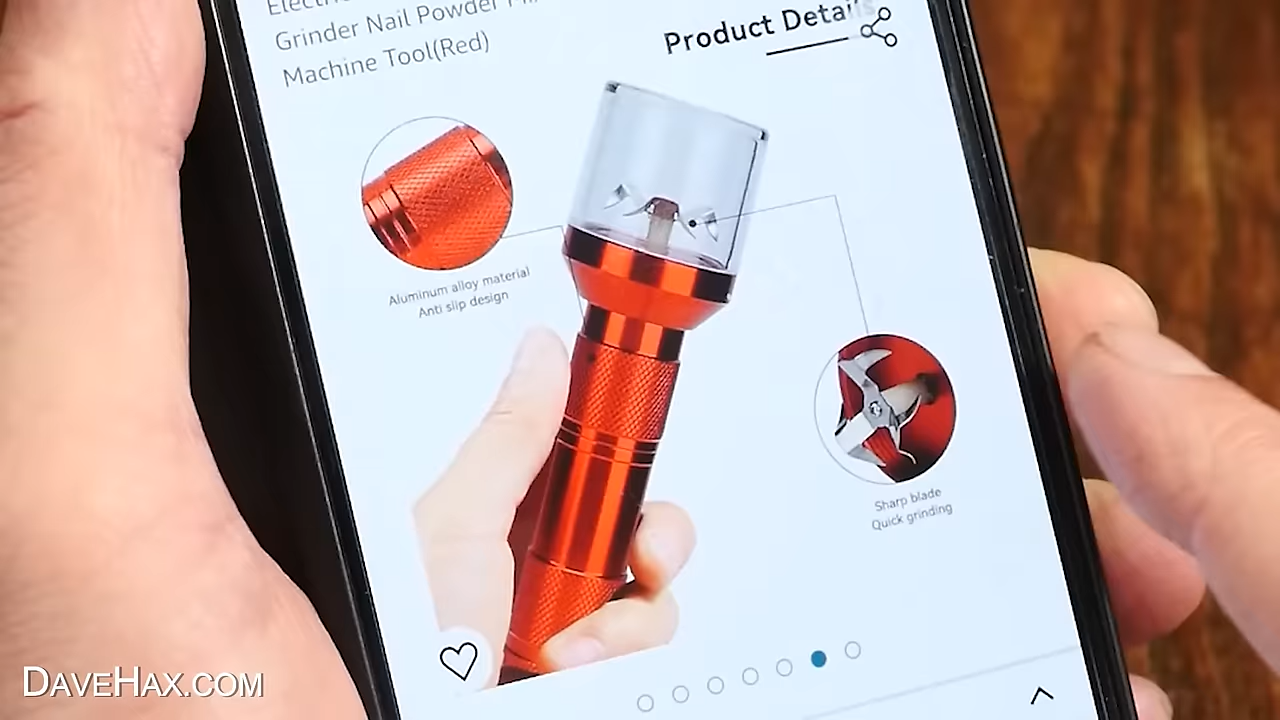 Grinder Nail Powder
Machine Tool(Red)
Product Details
Aluminum alloy material
Anti slip design
Sharp blade
Quick grinding
DAVEHAX.COM